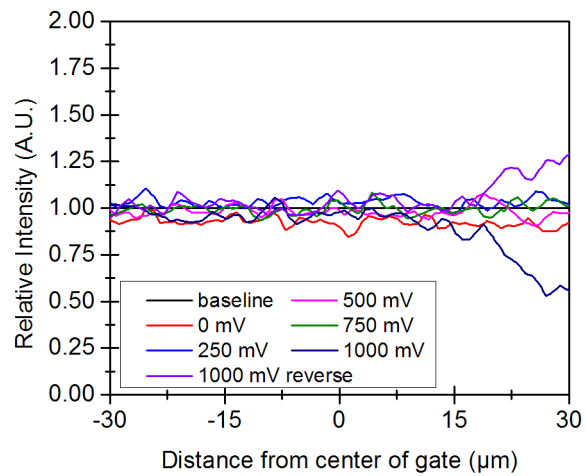 2.00
1.75
1.50
1.25
1.00
0.75
0.50
0.25
0.00
Relative Intensity (A.U.)
baseline 500 mV
0 mV 750 mV
250 mV 1000 mV
1000 mV reverse
-30 -15 0 15 30
Distance from center of gate (μm)